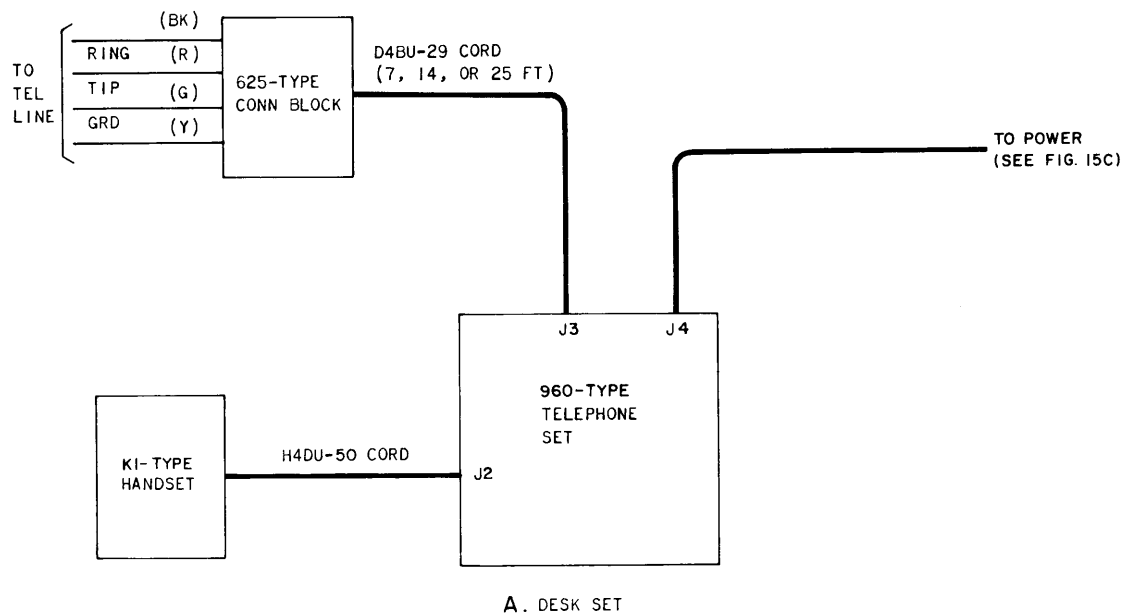 (BK)
RING (R)
TIP (G)
GRD (Y)
TO
TEL
LINE
625-TYPE
CONN BLOCK
D4BU-29 CORD
(7, 14, OR 25 FT)
TO POWER
(SEE FIG. 15C)
J3 J4
960-TYPE
TELEPHONE
SET
K1-TYPE
HANDSET
H4DU-50 CORD
J2
A. DESK SET